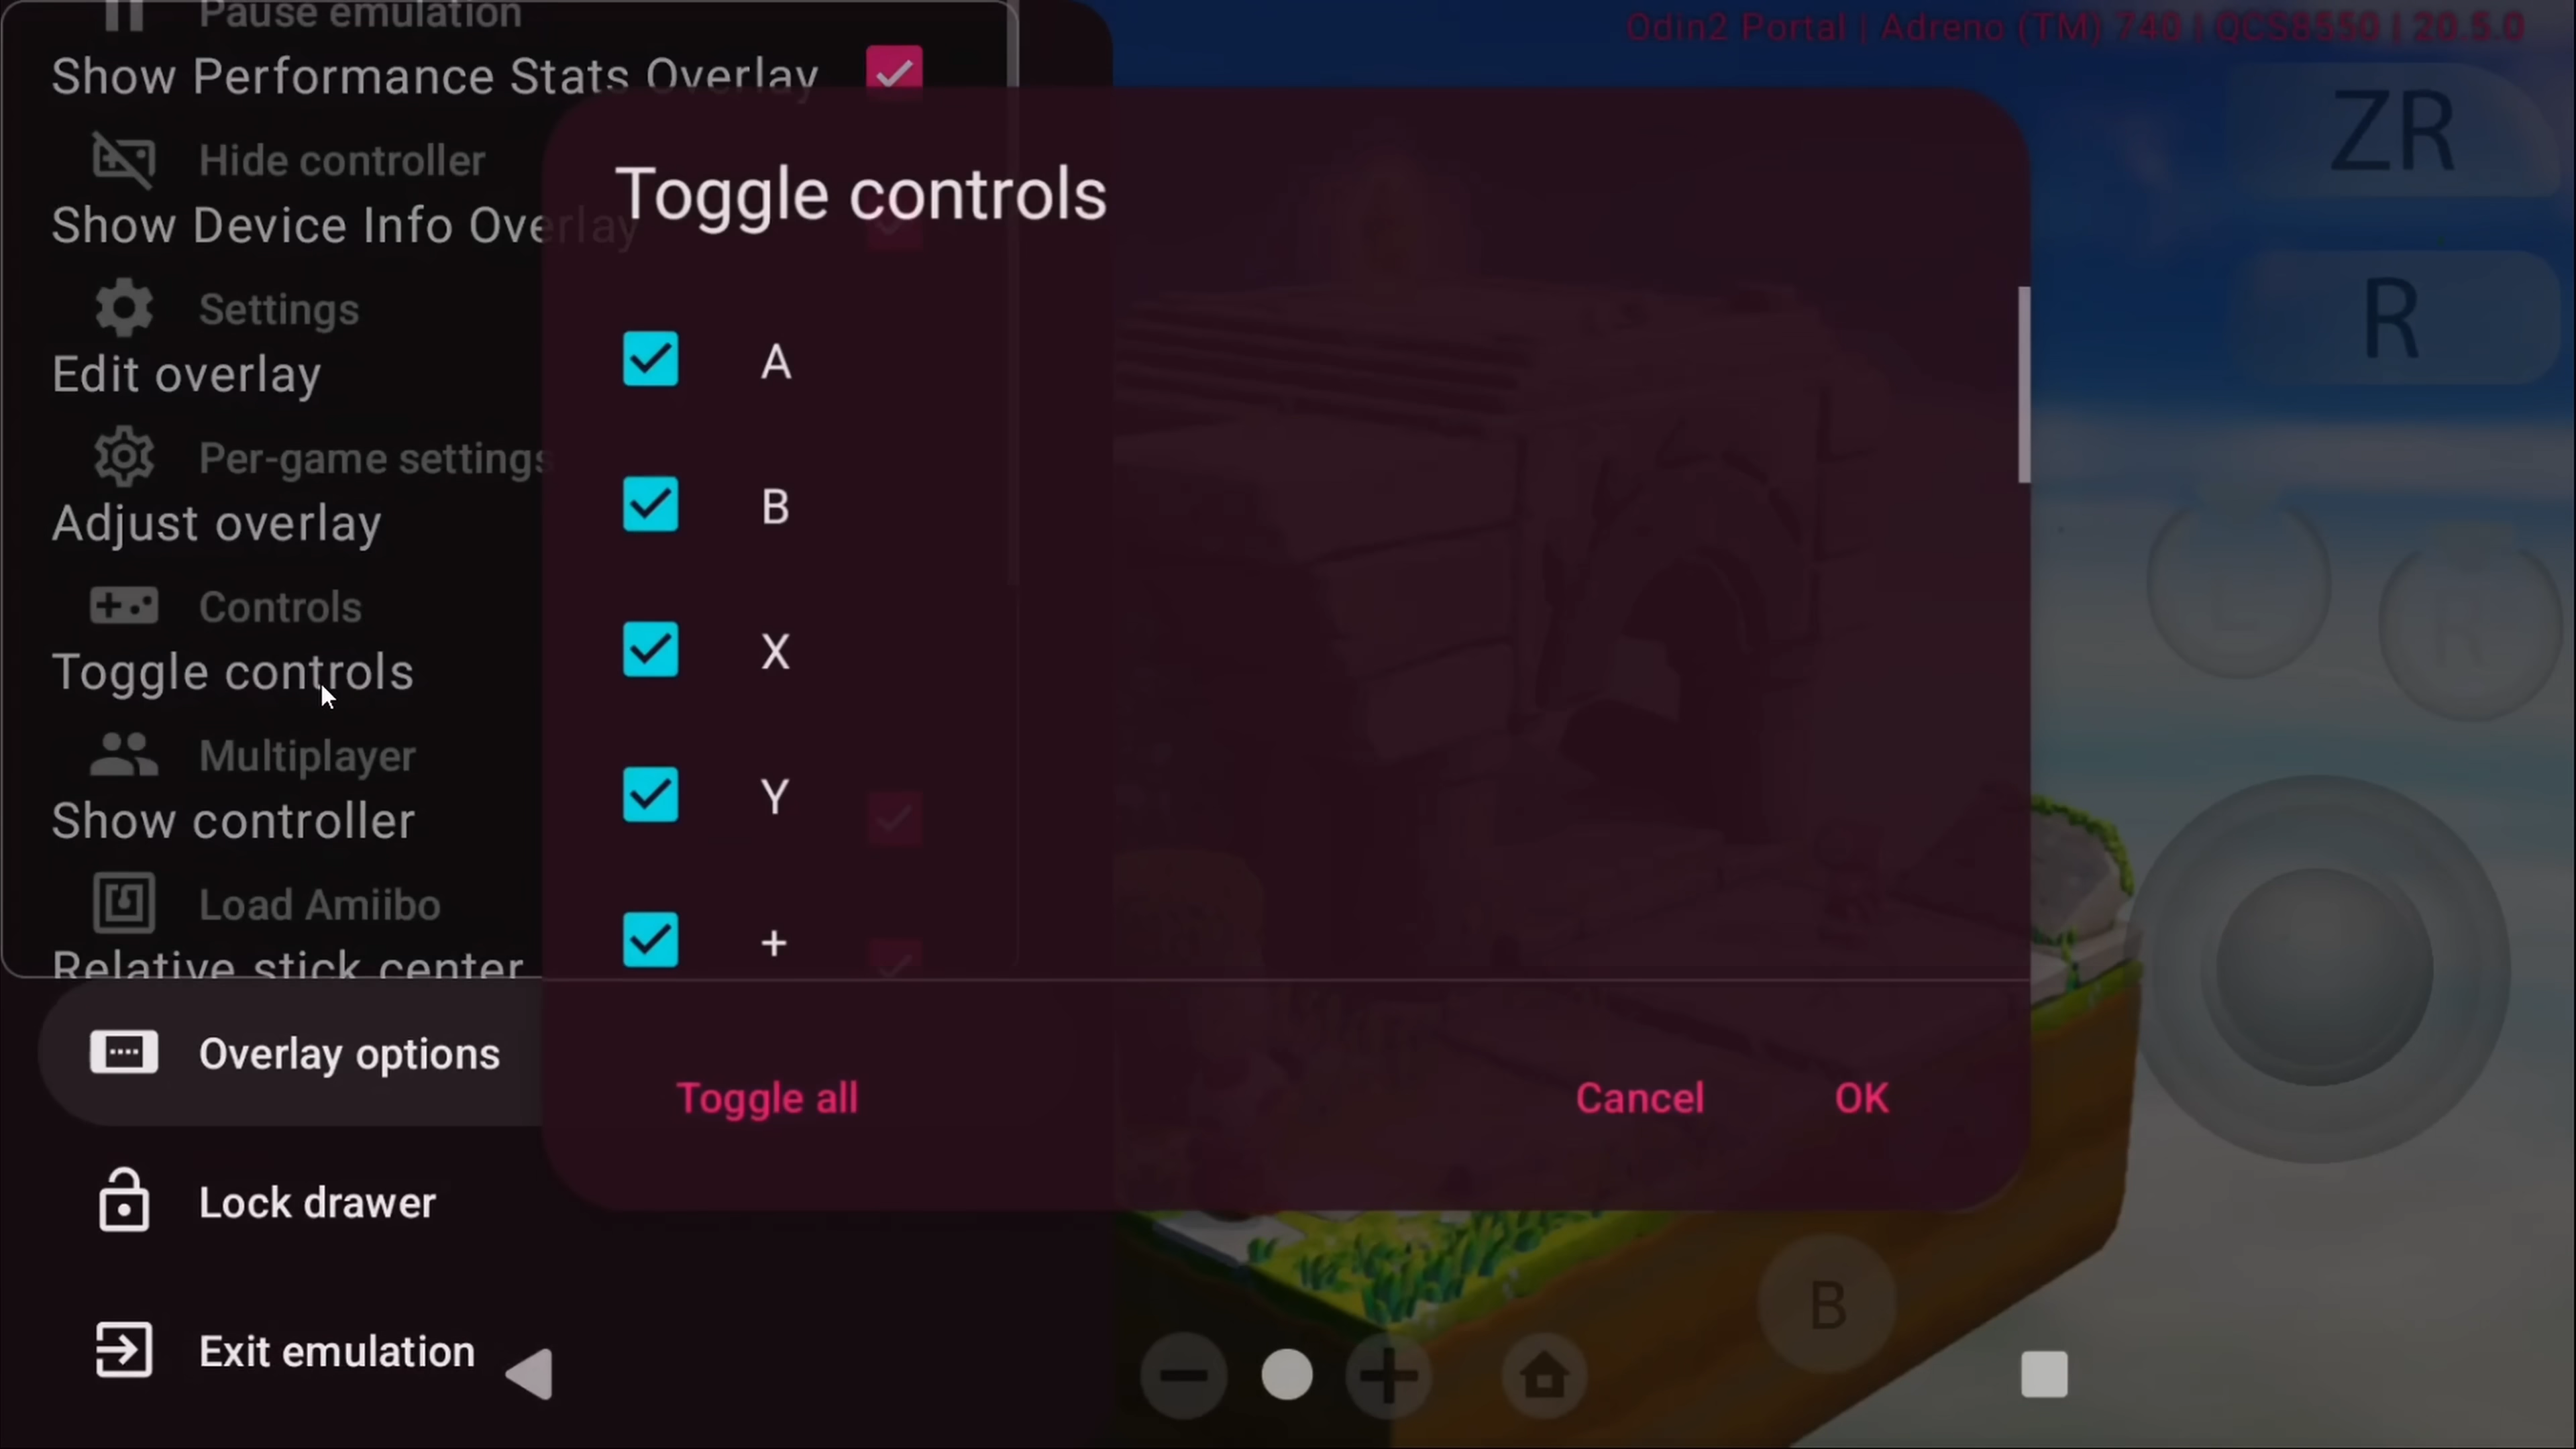 Pause emulation
Odin2 Portal | Adreno (TM) 740 | QCS8550 | 20.5.0
Show Performance Stats Overlay
Hide controller
Show Device Info Overlay
Settings
Edit overlay
Per-game settings
Adjust overlay
Controls
Toggle controls
Multiplayer
Show controller
Load Amiibo
Relative stick center
Overlay options
Lock drawer
Exit emulation
Toggle controls
A
B
X
Y
+
Toggle all
Cancel
OK
ZR
R
L
R
B